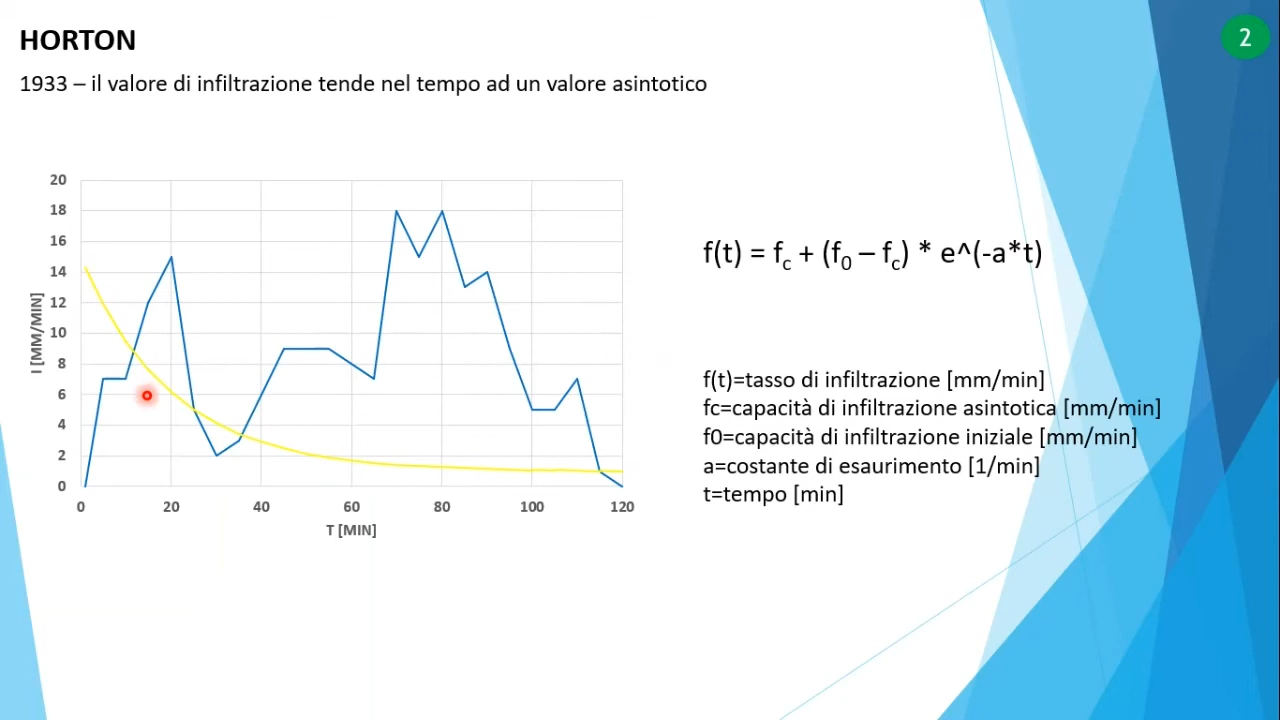 HORTON
2
1933 – il valore di infiltrazione tende nel tempo ad un valore asintotico
20
18
16
14
12
10
8
6
4
2
0
I [MM/MIN]
0 20 40 60 80 100 120
T [MIN]
f(t) = fc + (f0 – fc) * e^(-a*t)
f(t)=tasso di infiltrazione [mm/min]
fc=capacità di infiltrazione asintotica [mm/min]
f0=capacità di infiltrazione iniziale [mm/min]
a=costante di esaurimento [1/min]
t=tempo [min]